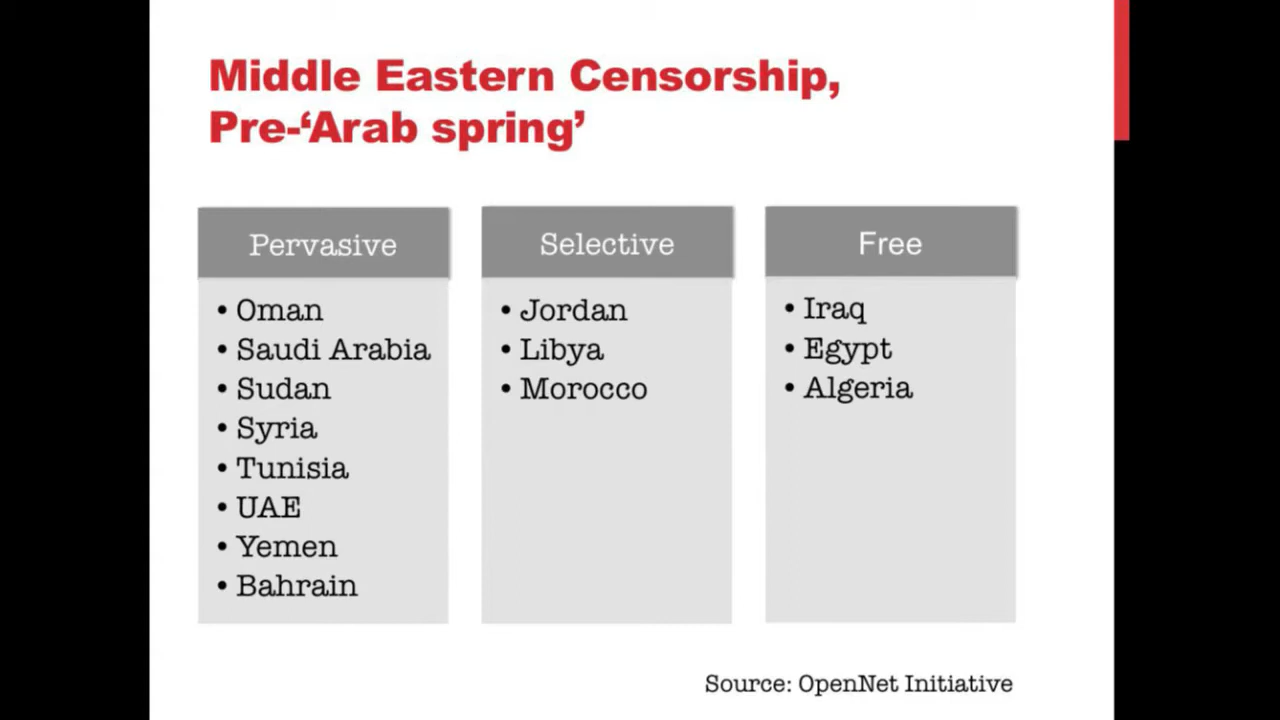 Middle Eastern Censorship,
Pre-‘Arab spring’
Pervasive
• Oman
• Saudi Arabia
• Sudan
• Syria
• Tunisia
• UAE
• Yemen
• Bahrain
Selective
• Jordan
• Libya
• Morocco
Free
• Iraq
• Egypt
• Algeria
Source: OpenNet Initiative